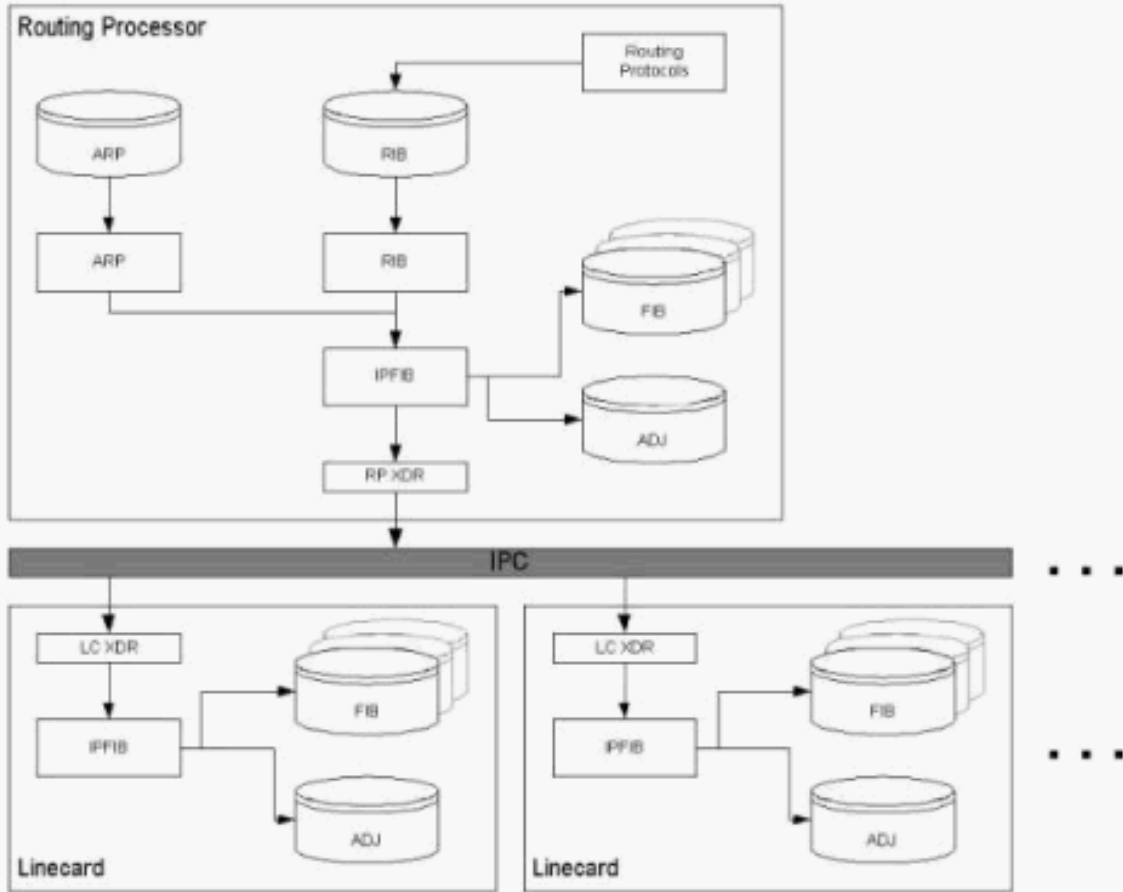 Routing Processor
Routing
Protocols
ARP
RIB
ARP
RIB
FIB
IPFIB
ADJ
RP XDR
IPC
LC XDR
FIB
IPFIB
ADJ
Linecard
LC XDR
FIB
IPFIB
ADJ
Linecard